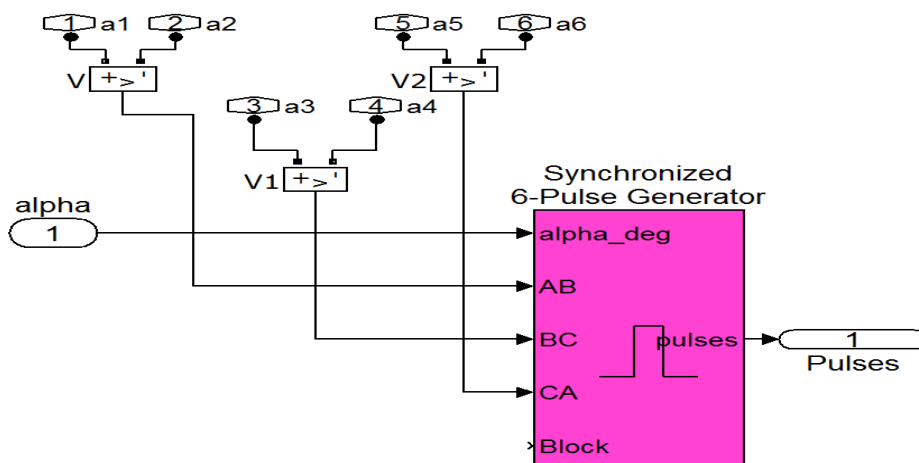 1 a1 2 a2 5 a5 6 a6
V + v - V2 + v -
3 a3 4 a4
V1 + v -
Synchronized
6-Pulse Generator
alpha
1
alpha_deg
AB
BC
pulses
1
Pulses
CA
Block